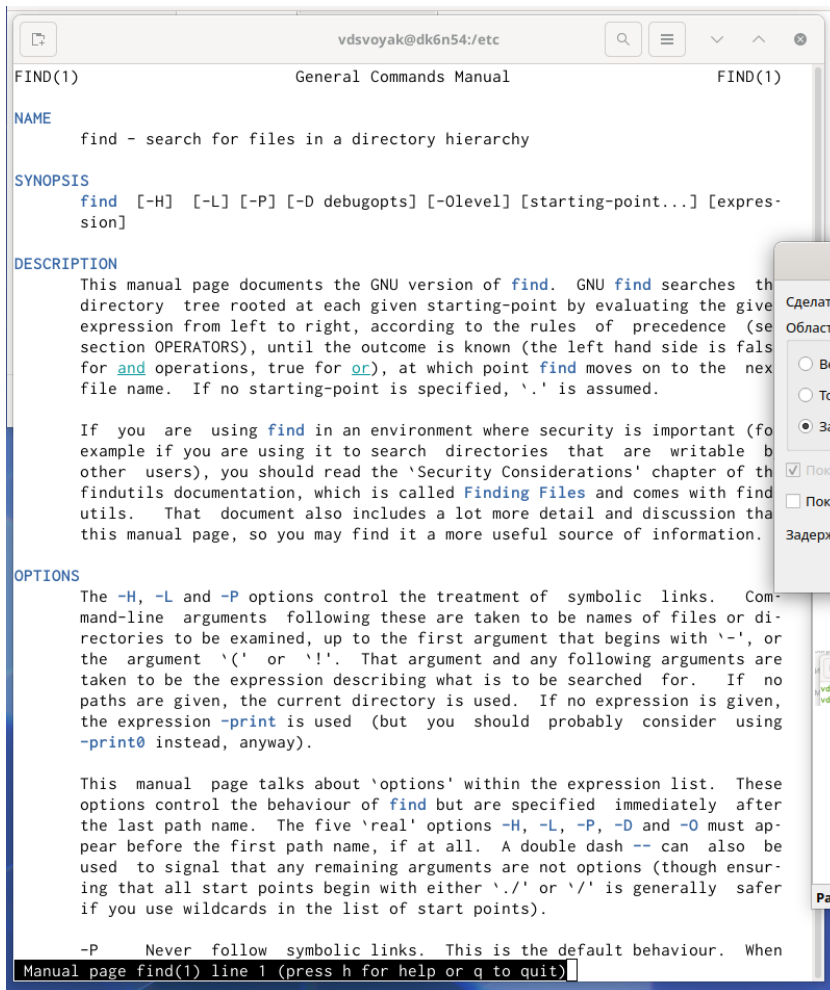 vdsvoyak@dk6n54:/etc
FIND(1) General Commands Manual FIND(1)
NAME
find - search for files in a directory hierarchy
SYNOPSIS
find [-H] [-L] [-P] [-D debugopts] [-Olevel] [starting-point...] [expres-
sion]
DESCRIPTION
This manual page documents the GNU version of find. GNU find searches th
directory tree rooted at each given starting-point by evaluating the give
expression from left to right, according to the rules of precedence (se
section OPERATORS), until the outcome is known (the left hand side is fals
for and operations, true for or), at which point find moves on to the nex
file name. If no starting-point is specified, `.' is assumed.
If you are using find in an environment where security is important (fo
example if you are using it to search directories that are writable b
other users), you should read the `Security Considerations' chapter of th
findutils documentation, which is called Finding Files and comes with find
utils. That document also includes a lot more detail and discussion tha
this manual page, so you may find it a more useful source of information.
OPTIONS
The -H, -L and -P options control the treatment of symbolic links. Com-
mand-line arguments following these are taken to be names of files or di-
rectories to be examined, up to the first argument that begins with `-', or
the argument `(' or `!'. That argument and any following arguments are
taken to be the expression describing what is to be searched for. If no
paths are given, the current directory is used. If no expression is given,
the expression -print is used (but you should probably consider using
-print0 instead, anyway).
This manual page talks about `options' within the expression list. These
options control the behaviour of find but are specified immediately after
the last path name. The five `real' options -H, -L, -P, -D and -O must ap-
pear before the first path name, if at all. A double dash -- can also be
used to signal that any remaining arguments are not options (though ensur-
ing that all start points begin with either `./' or `/' is generally safer
if you use wildcards in the list of start points).
-P Never follow symbolic links. This is the default behaviour. When
Manual page find(1) line 1 (press h for help or q to quit)
Сделат
Област
Ве
То
За
Пок
Пок
Задерж
Ра